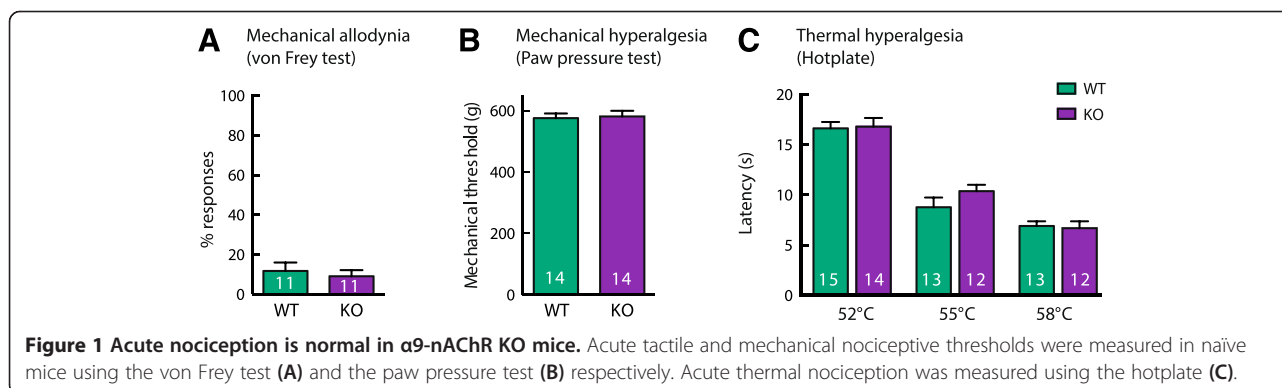 A Mechanical allodynia
(von Frey test)
% responses
100
80
60
40
20
0
11
11
WT
KO
B Mechanical hyperalgesia
(Paw pressure test)
Mechanical threshold (g)
600
400
200
0
14
14
WT
KO
C Thermal hyperalgesia
(Hotplate)
WT
KO
Latency (s)
20
15
10
5
0
15
14
13
12
13
12
52°C
55°C
58°C
Figure 1 Acute nociception is normal in α9-nAChR KO mice. Acute tactile and mechanical nociceptive thresholds were measured in naïve
mice using the von Frey test (A) and the paw pressure test (B) respectively. Acute thermal nociception was measured using the hotplate (C).